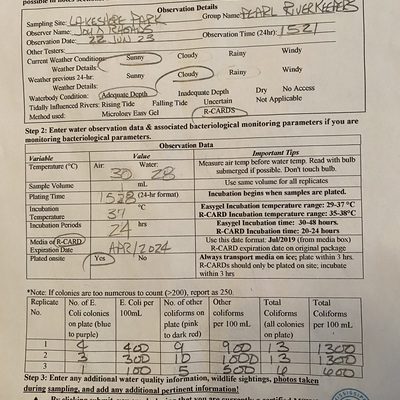 possible in notes section
Observation Details
Sampling Site: LAKESHORE PARK Group Name: PEARL RIVERKEEPERS
Observer Name: JON D RHOADS
Observation Date: 22 JUN 23 Observation Time (24hr): 1521
Other Testers:
Current Weather Conditions: Sunny Cloudy Rainy Windy
Weather Details:
Weather previous 24-hr: Sunny Cloudy Rainy Windy
Weather Details:
Waterbody Condition: Adequate Depth Inadequate Depth Dry No Access
Tidally Influenced Rivers: Rising Tide Falling Tide Uncertain Not Applicable
Method used: Micrology Easy Gel R-CARDS
Step 2: Enter water observation data & associated bacteriological monitoring parameters if you are
monitoring bacteriological parameters.
Observation Data
Variable Value Important Tips
Temperature (°C) Air: 30 Water: 28 Measure air temp before water temp. Read with bulb
submerged if possible. Don't touch bulb.
Sample Volume 1 mL Use same volume for all replicates
Plating Time 1528 (24-hr format) Incubation begins when samples are plated.
Incubation
Temperature 37 °C Easygel Incubation temperature range: 29-37 °C
R-CARD Incubation temperature range: 35-38°C
Incubation Periods 24 hrs Easygel Incubation time: 30-48 hours.
R-CARD Incubation time: 20-24 hours
Media or R-CARD
Expiration Date APR/2024 Use this date format: Jul/2019 (from media box)
R-CARD expiration date on original package
Plated onsite Yes No Always transport media on ice; plate within 3 hrs.
R-CARDs should only be plated on site; incubate
within 3 hrs
*Note: If colonies are too numerous to count (>200), report as 250.
Replicate
No. No. of E.
Coli colonies
on plate (blue
to purple) E. Coli per
100mL No. of other
coliforms on
plate (pink
to dark red) Other
coliforms
per 100 mL Total
Coliforms
(all colonies
on plate) Total
Coliforms
per 100 mL
1 4 400 9 900 13 1300
2 3 300 10 1000 13 1300
3 1 100 5 500 6 600
Step 3: Enter any additional water quality information, wildlife sightings, photos taken
during sampling, and add any additional pertinent information!